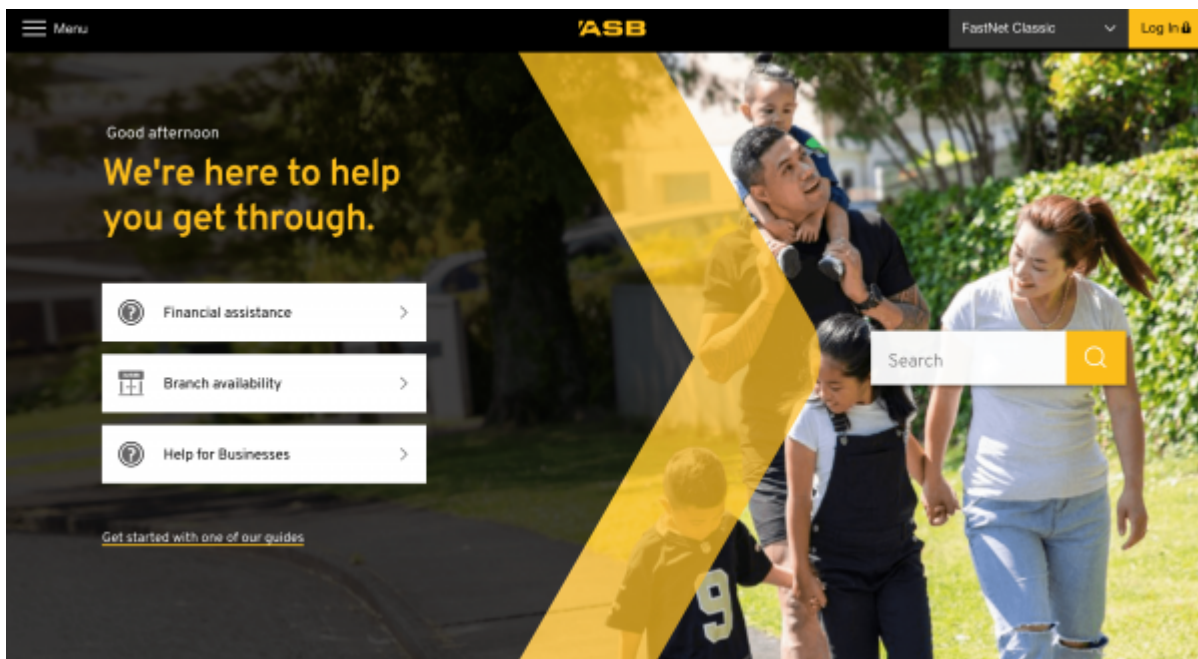 Menu
ASB
FastNet Classic
Log In
Good afternoon
We're here to help
you get through.
Financial assistance
Branch availability
Help for Businesses
Get started with one of our guides
Search
9